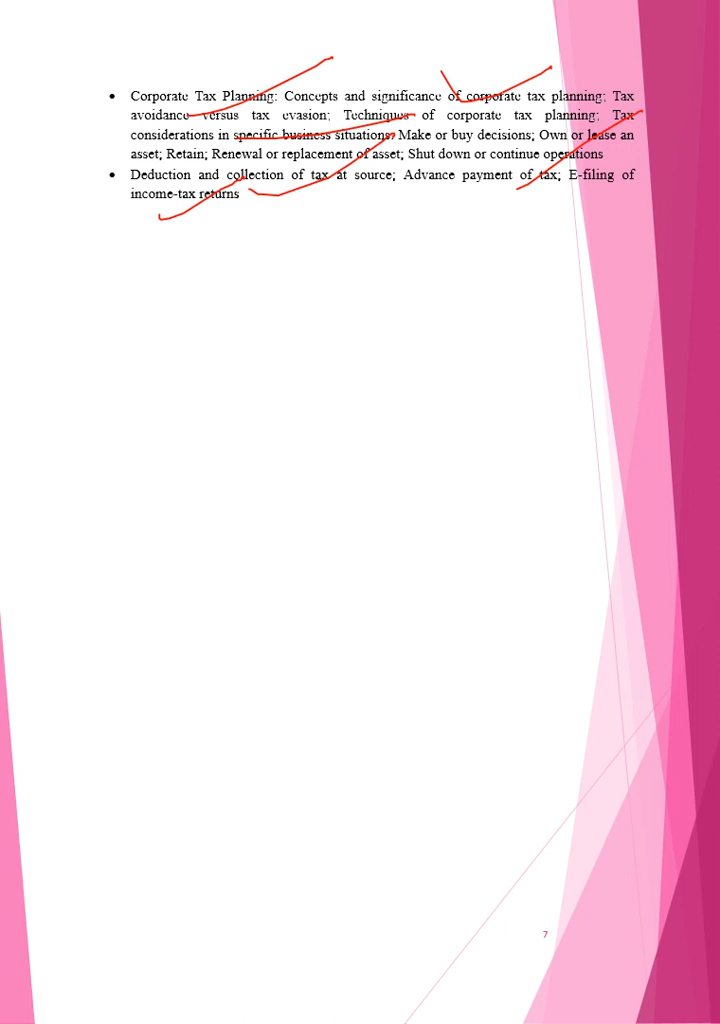 • Corporate Tax Planning: Concepts and significance of corporate tax planning; Tax
avoidance versus tax evasion; Techniques of corporate tax planning; Tax
considerations in specific business situations: Make or buy decisions; Own or lease an
asset; Retain; Renewal or replacement of asset; Shut down or continue operations
• Deduction and collection of tax at source; Advance payment of tax; E-filing of
income-tax returns
7